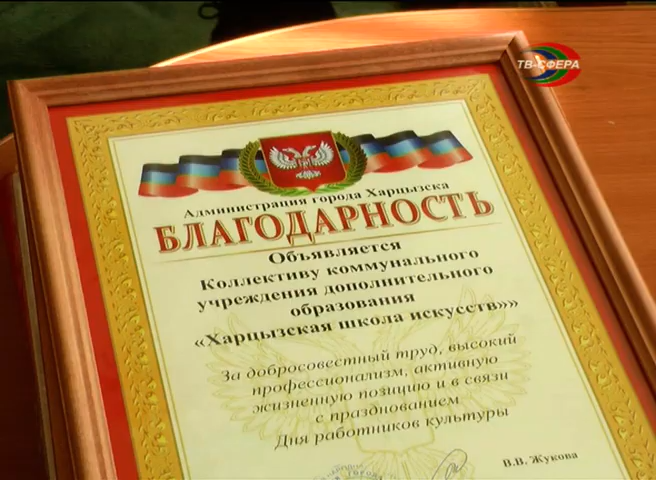 ТВ-СФЕРА
Администрация города Харцызска
БЛАГОДАРНОСТЬ
Объявляется
Коллективу коммунального
учреждения дополнительного
образования
«Харцызская школа искусств»»
За добросовестный труд, высокий
профессионализм, активную
жизненную позицию и в связи
с празднованием
Дня работников культуры
В.В. Жукова